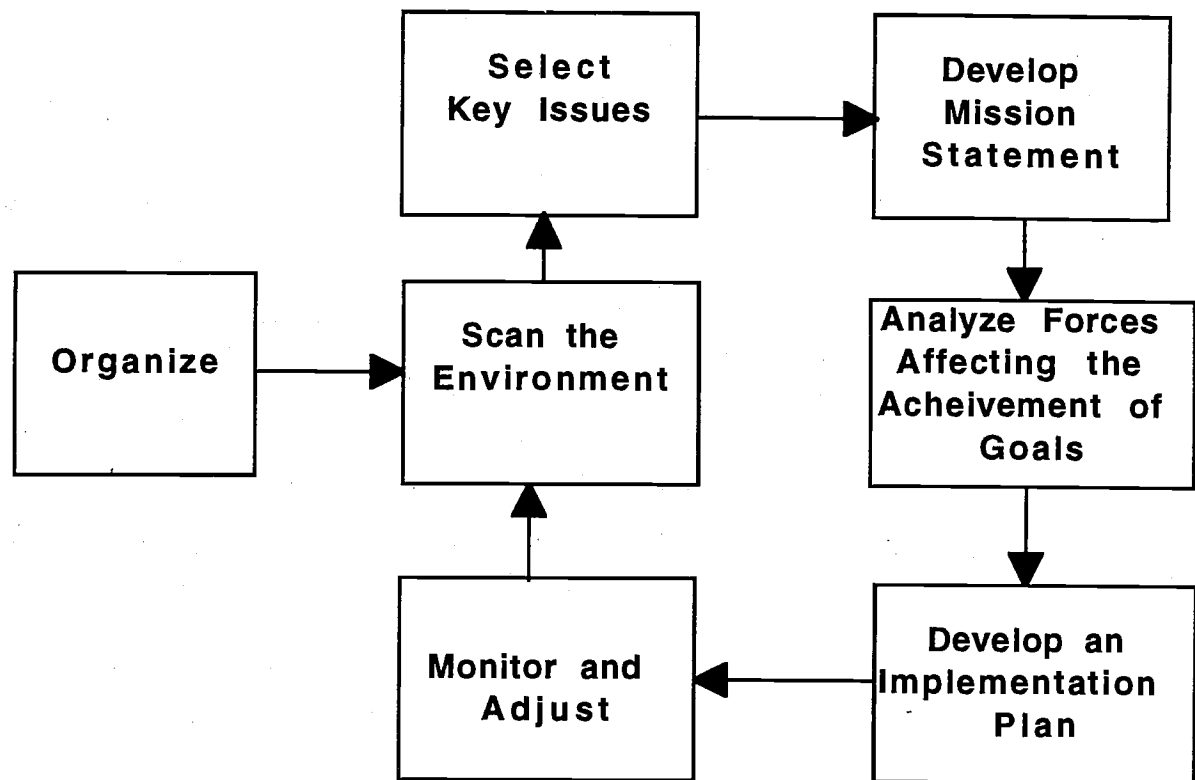 Select
Key Issues
Develop
Mission
Statement
Organize
Scan the
Environment
Analyze Forces
Affecting the
Acheivement of
Goals
Monitor and
Adjust
Develop an
Implementation
Plan